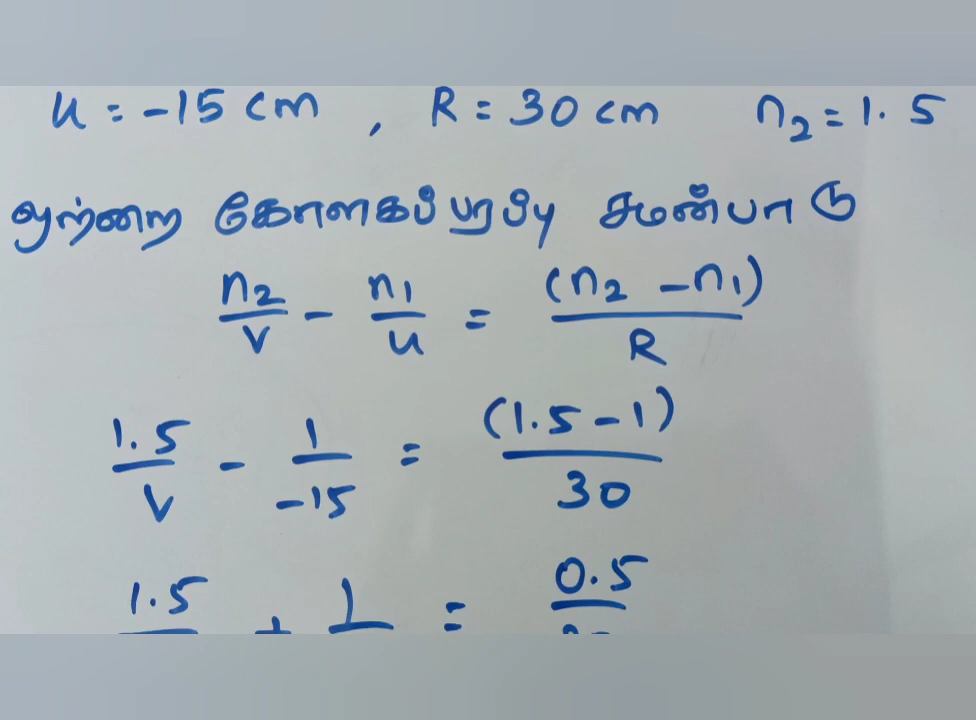 u = -15 cm , R = 30 cm n₂ = 1.5
ஒற்றை கோளகப்பரப்பு சமன்பாடு
n₂/v - n₁/u = (n₂ - n₁)/R
1.5/v - 1/-15 = (1.5 - 1)/30
1.5 + 1 = 0.5